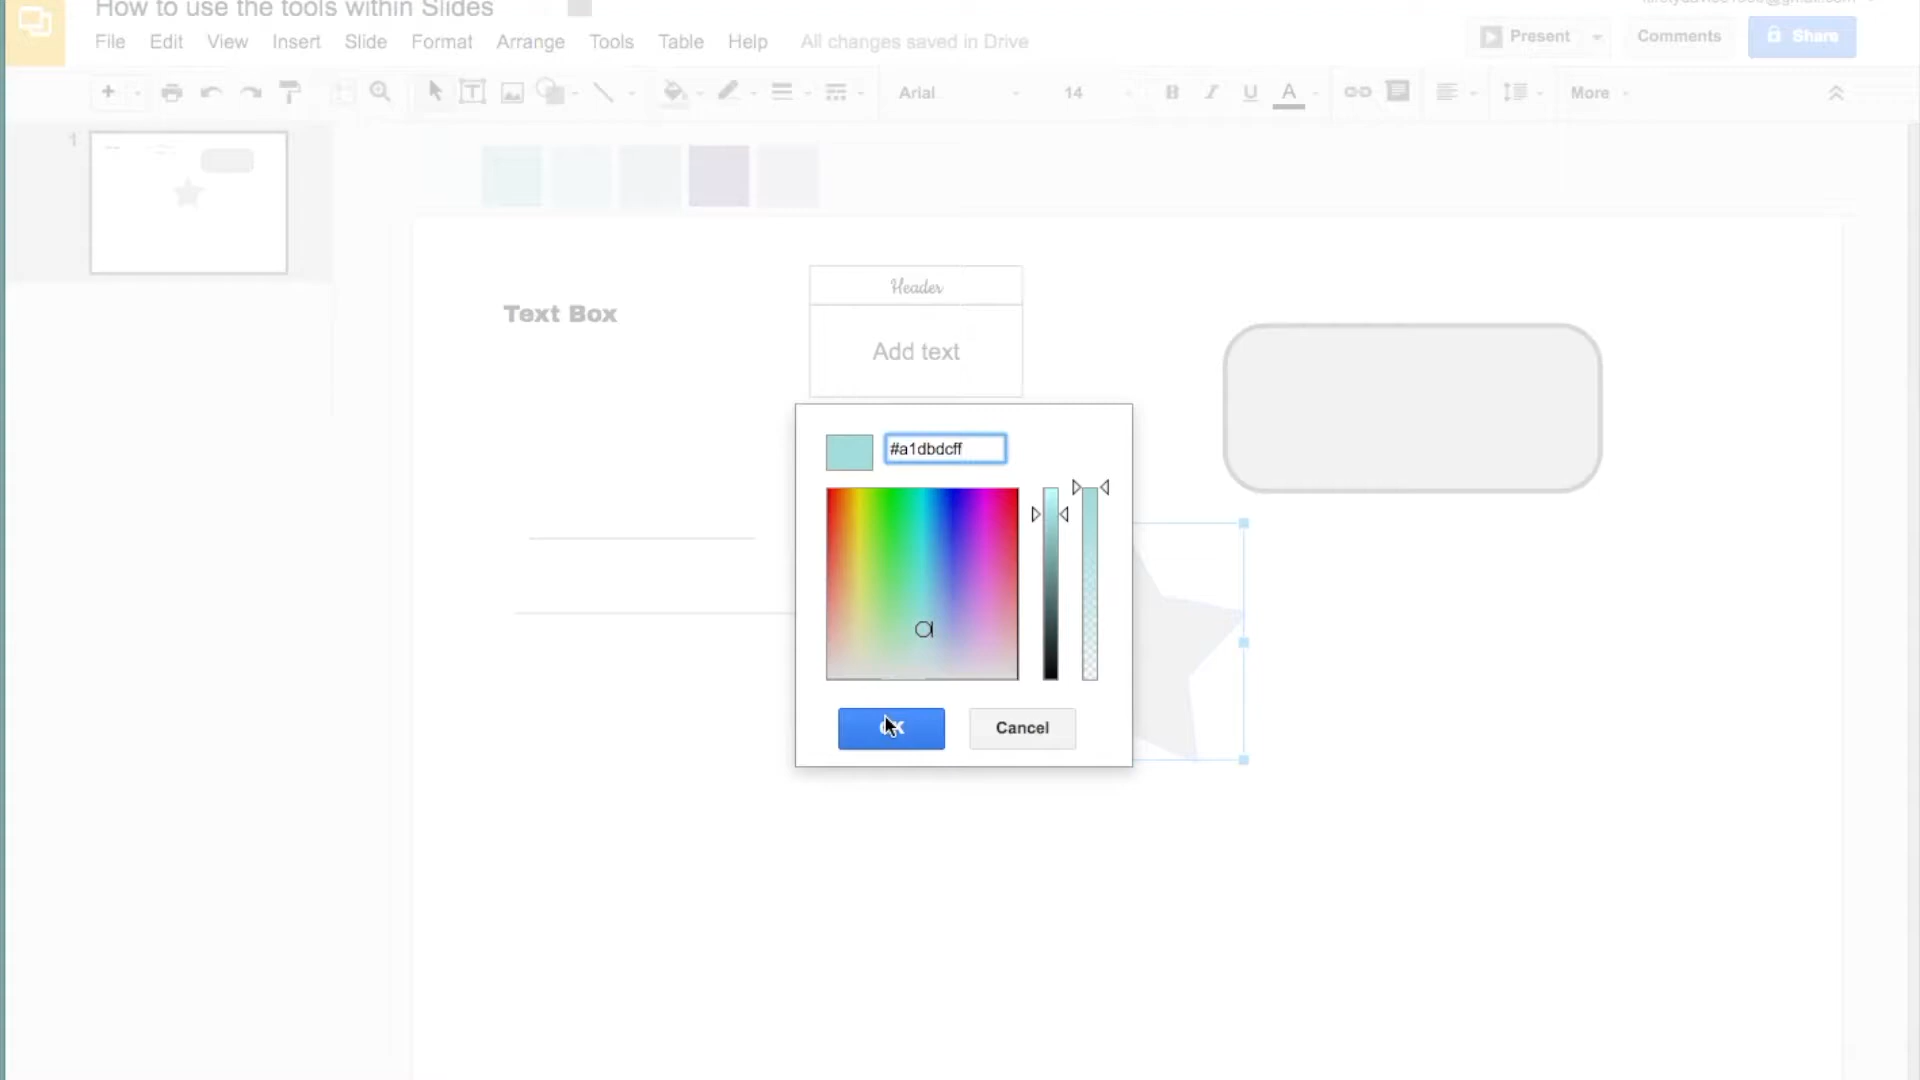 How to use the tools within Slides
File Edit View Insert Slide Format Arrange Tools Table Help All changes saved in Drive
Present Comments Share
Arial 14 B I U A More
1
Header
Text Box
Add text
#a1dbdcff
Cancel